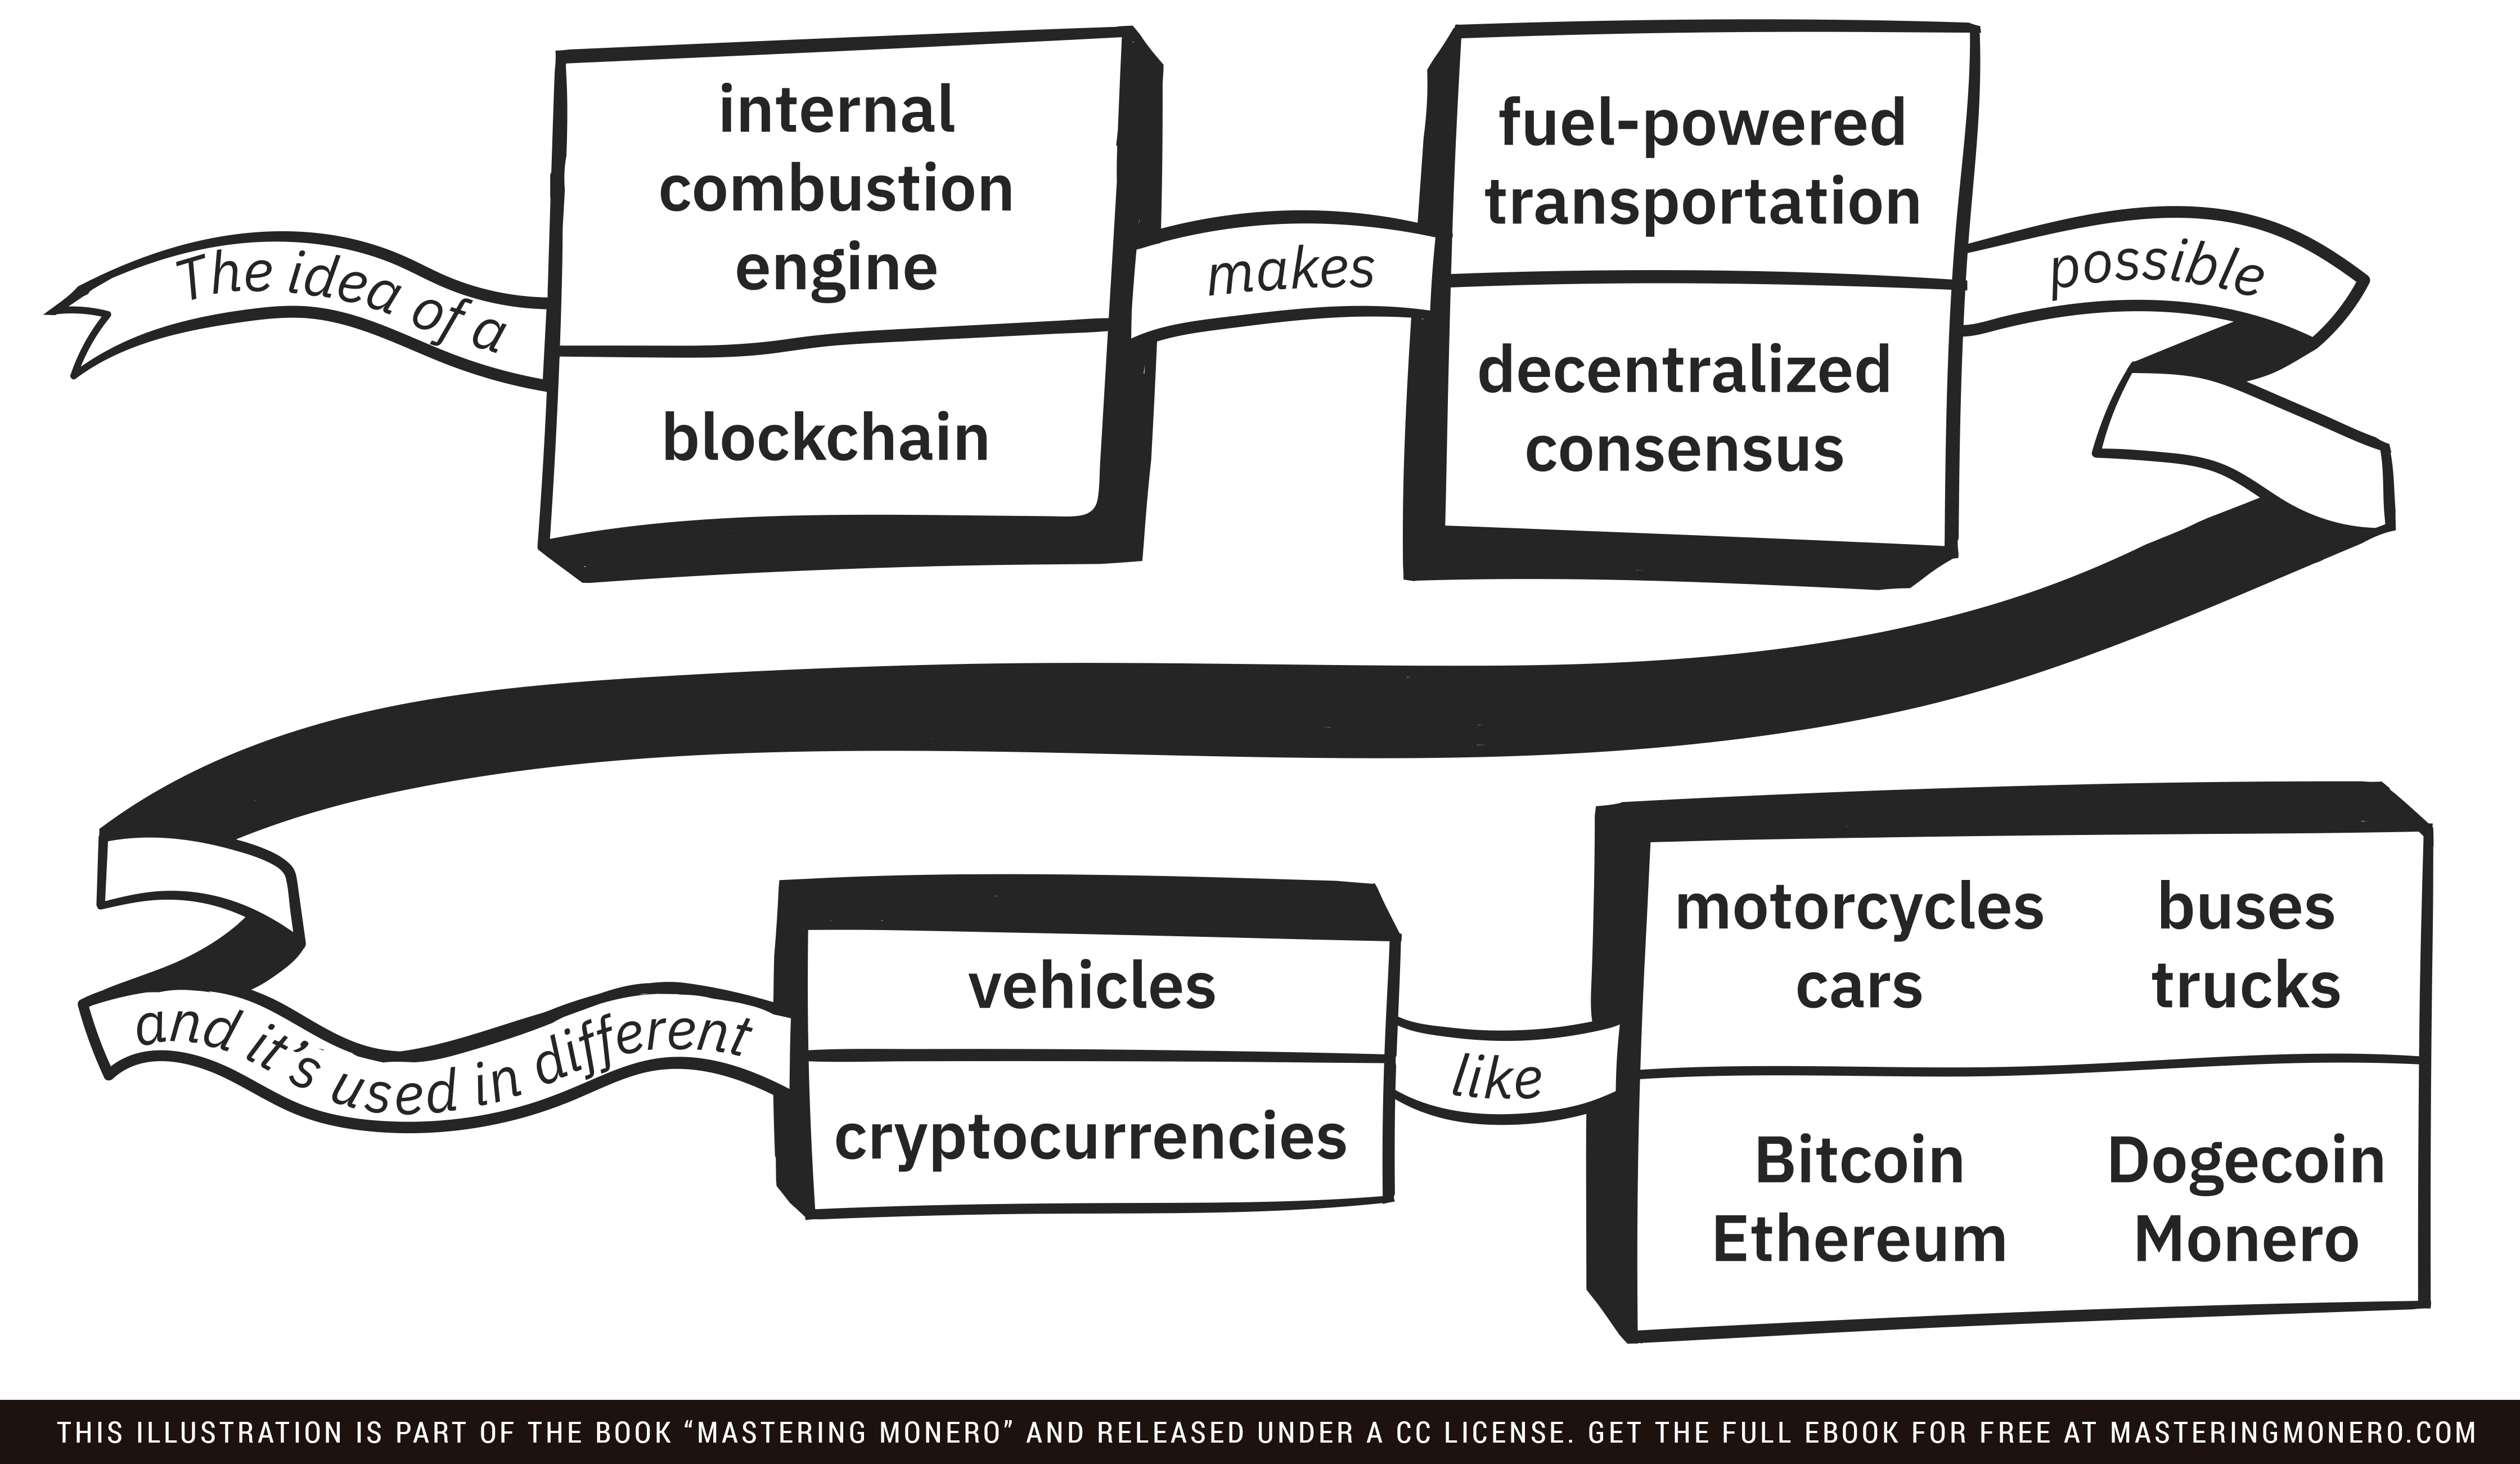 The idea of a
internal
combustion
engine
blockchain
makes
fuel-powered
transportation
decentralized
consensus
possible
and it’s used in different
vehicles
cryptocurrencies
like
motorcycles buses
cars trucks
Bitcoin Dogecoin
Ethereum Monero
THIS ILLUSTRATION IS PART OF THE BOOK “MASTERING MONERO” AND RELEASED UNDER A CC LICENSE. GET THE FULL EBOOK FOR FREE AT MASTERINGMONERO.COM